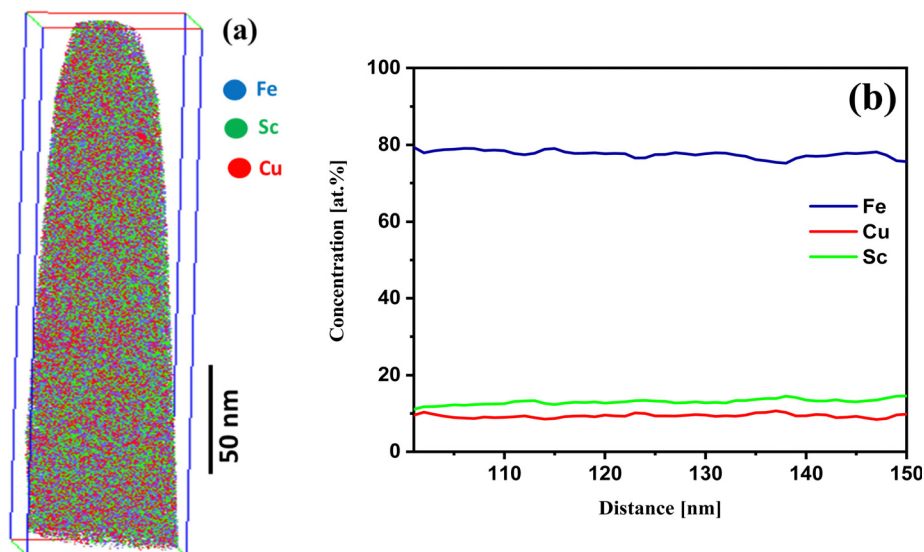 (a)
Fe
Sc
Cu
50 nm
(b)
100
80
60
40
20
0
Concentration [at.%]
Fe
Cu
Sc
110 120 130 140 150
Distance [nm]